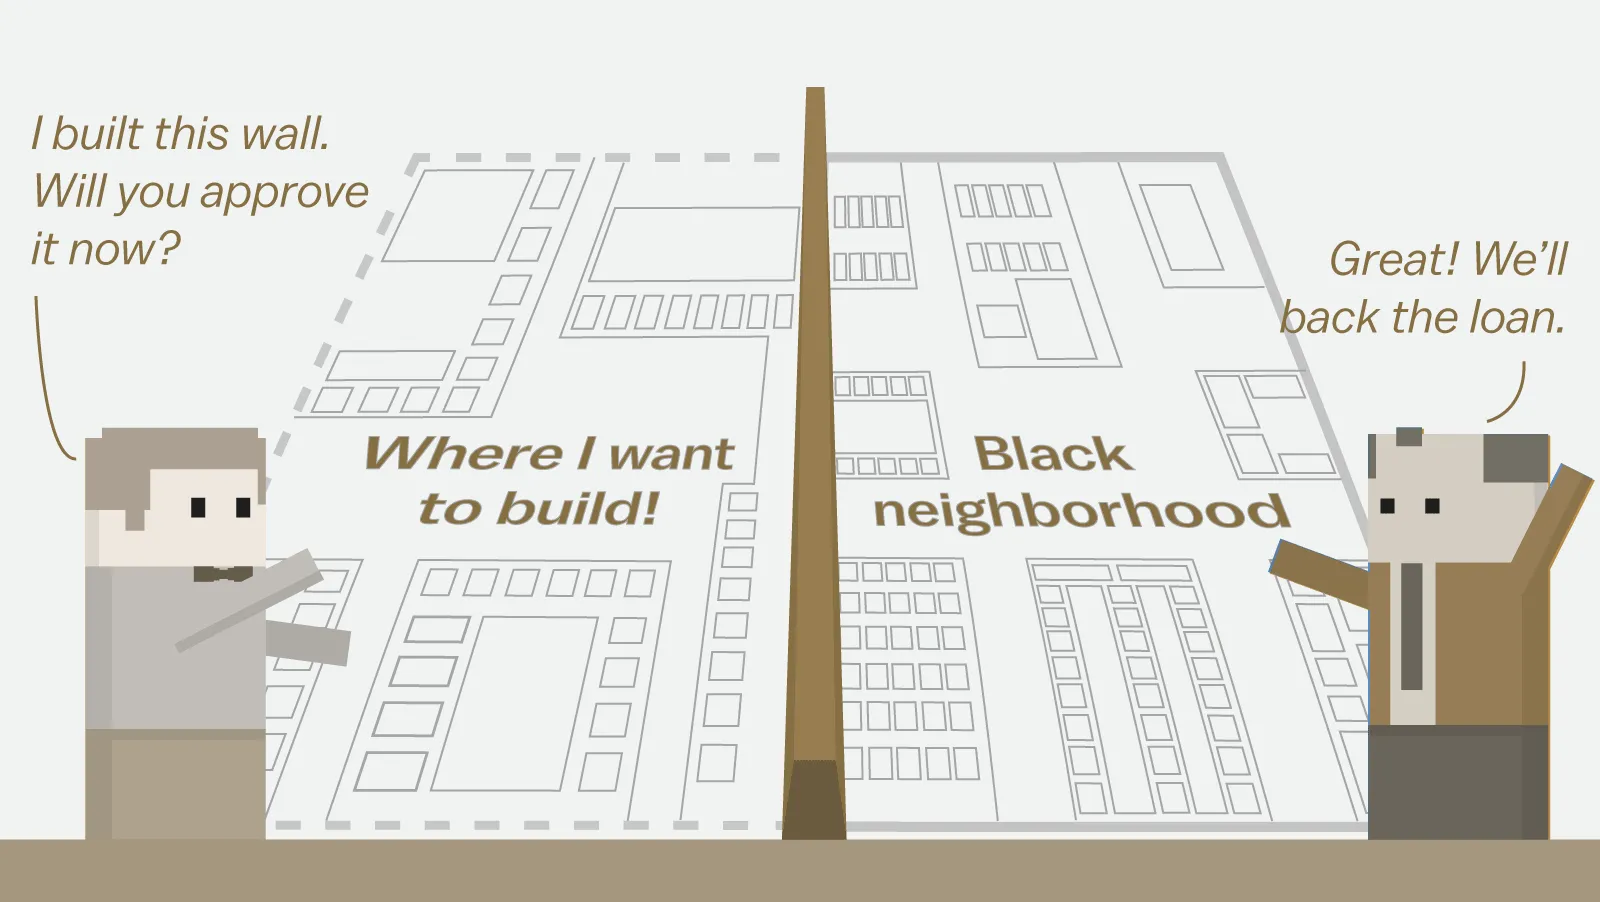 I built this wall.
Will you approve
it now?
Great! We’ll
back the loan.
Where I want
to build!
Black
neighborhood